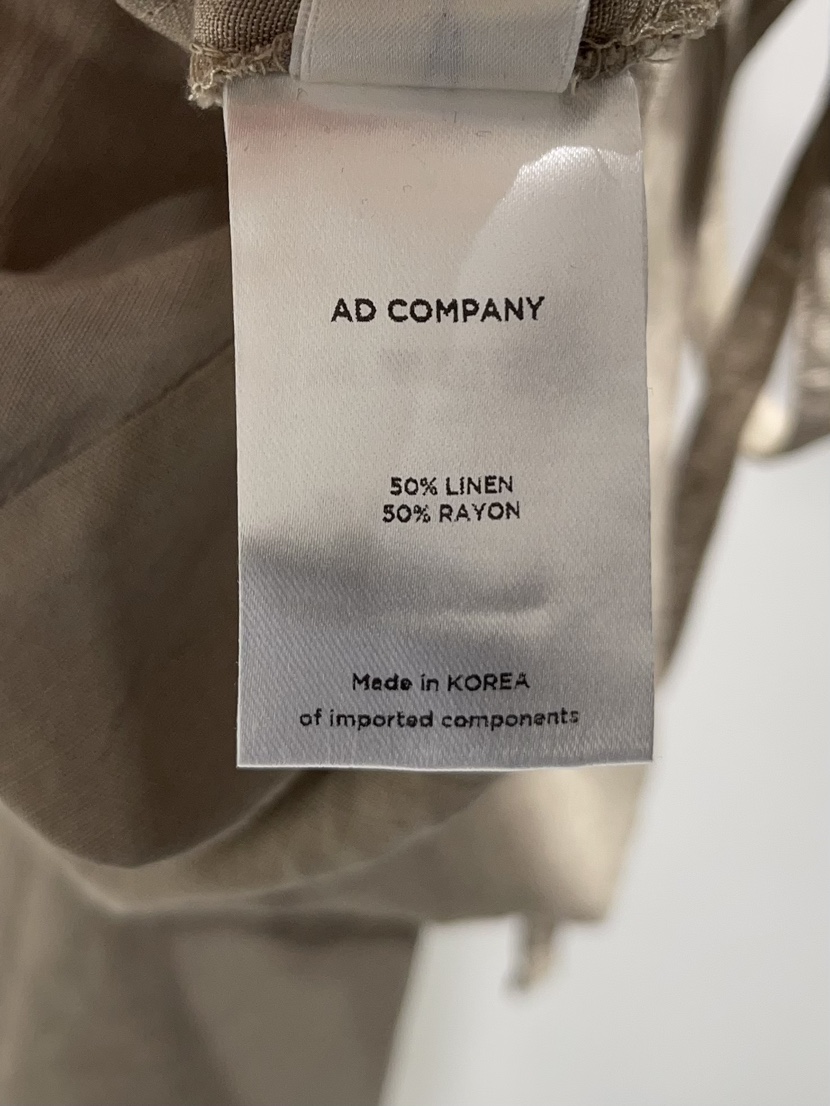 AD COMPANY
50% LINEN
50% RAYON
Made in KOREA
of imported components